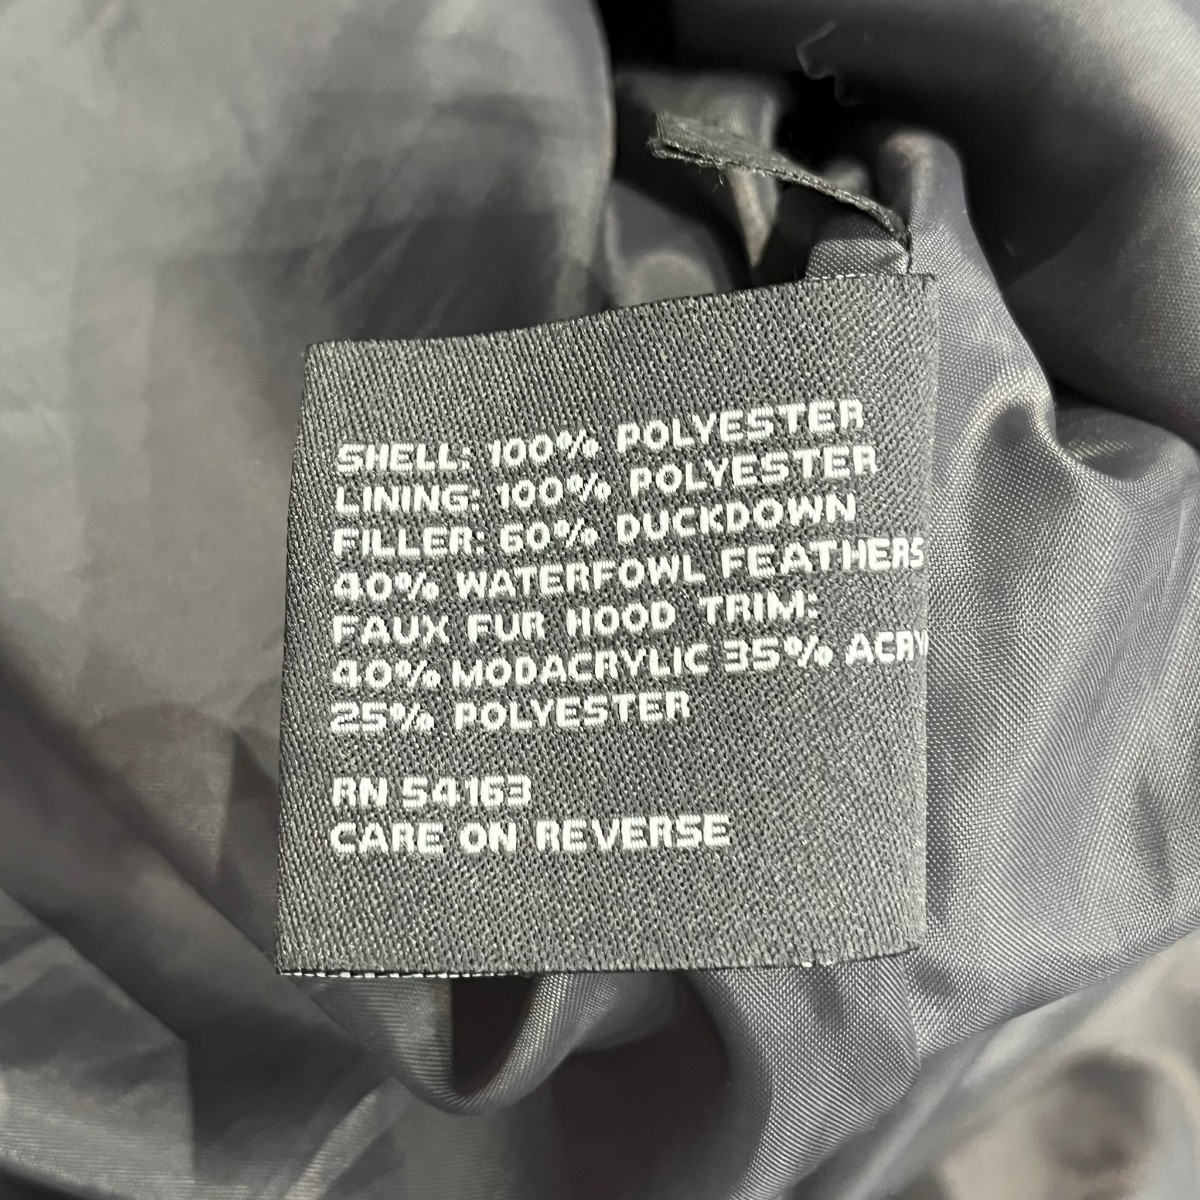 SHELL: 100% POLYESTER
LINING: 100% POLYESTER
FILLER: 60% DUCKDOWN
40% WATERFOWL FEATHERS
FAUX FUR HOOD TRIM:
40% MODACRYLIC 35% ACRY
25% POLYESTER
RN 54163
CARE ON REVERSE